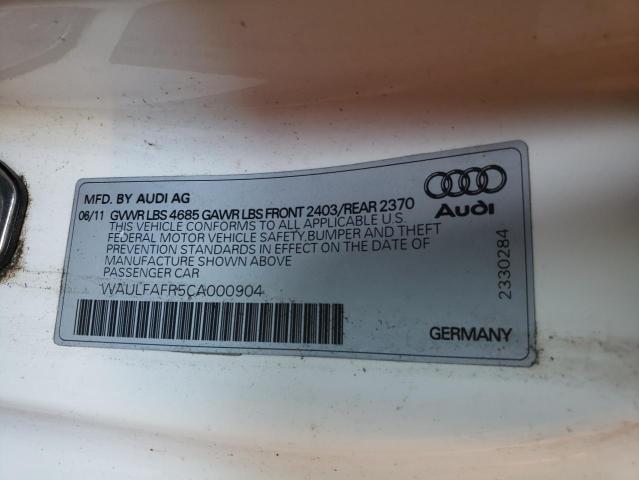 MFD. BY AUDI AG
06/11 GVWR LBS 4685 GAWR LBS FRONT 2403/REAR 2370
THIS VEHICLE CONFORMS TO ALL APPLICABLE U.S.
FEDERAL MOTOR VEHICLE SAFETY,BUMPER AND THEFT
PREVENTION STANDARDS IN EFFECT ON THE DATE OF
MANUFACTURE SHOWN ABOVE
PASSENGER CAR
WAULFAFR5CA000904
Audi
2330284
GERMANY